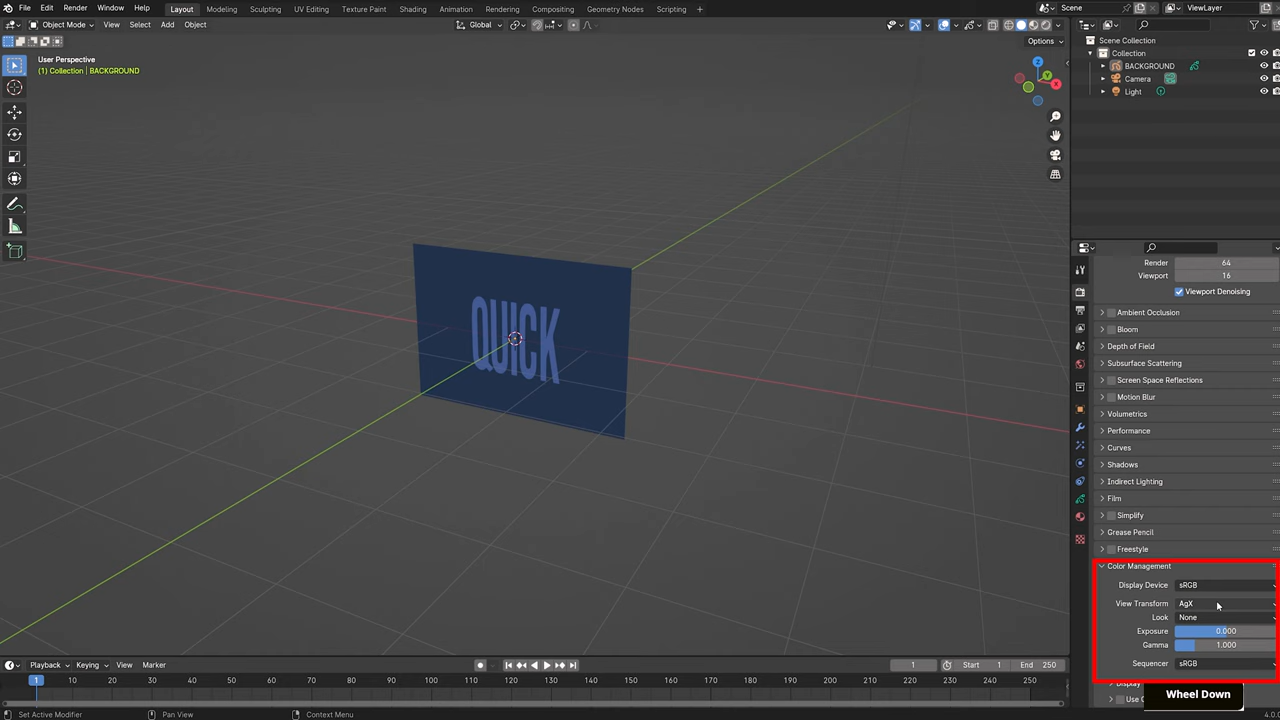 File Edit Render Window Help Layout Modeling Sculpting UV Editing Texture Paint Shading Animation Rendering Compositing Geometry Nodes Scripting Scene ViewLayer
Object Mode View Select Add Object Global
Options
User Perspective
(1) Collection | BACKGROUND
Z
Y
X
QUICK
Scene Collection
Collection
BACKGROUND
Camera
Light
Render 64
Viewport 16
Viewport Denoising
Ambient Occlusion
Bloom
Depth of Field
Subsurface Scattering
Screen Space Reflections
Motion Blur
Volumetrics
Performance
Curves
Shadows
Indirect Lighting
Film
Simplify
Grease Pencil
Freestyle
Color Management
Display Device sRGB
View Transform AgX
Look None
Exposure 0.000
Gamma 1.000
Sequencer sRGB
Wheel Down
Playback Keying View Marker 1 Start 1 End 250
1 10 20 30 40 50 60 70 80 90 100 110 120 130 140 150 160 170 180 190 200 210 220 230 240 250
Set Active Modifier Pan View Context Menu